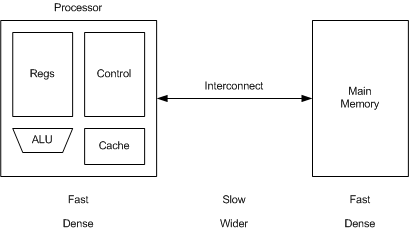 Processor
Regs
Control
ALU
Cache
Interconnect
Main
Memory
Fast
Slow
Fast
Dense
Wider
Dense